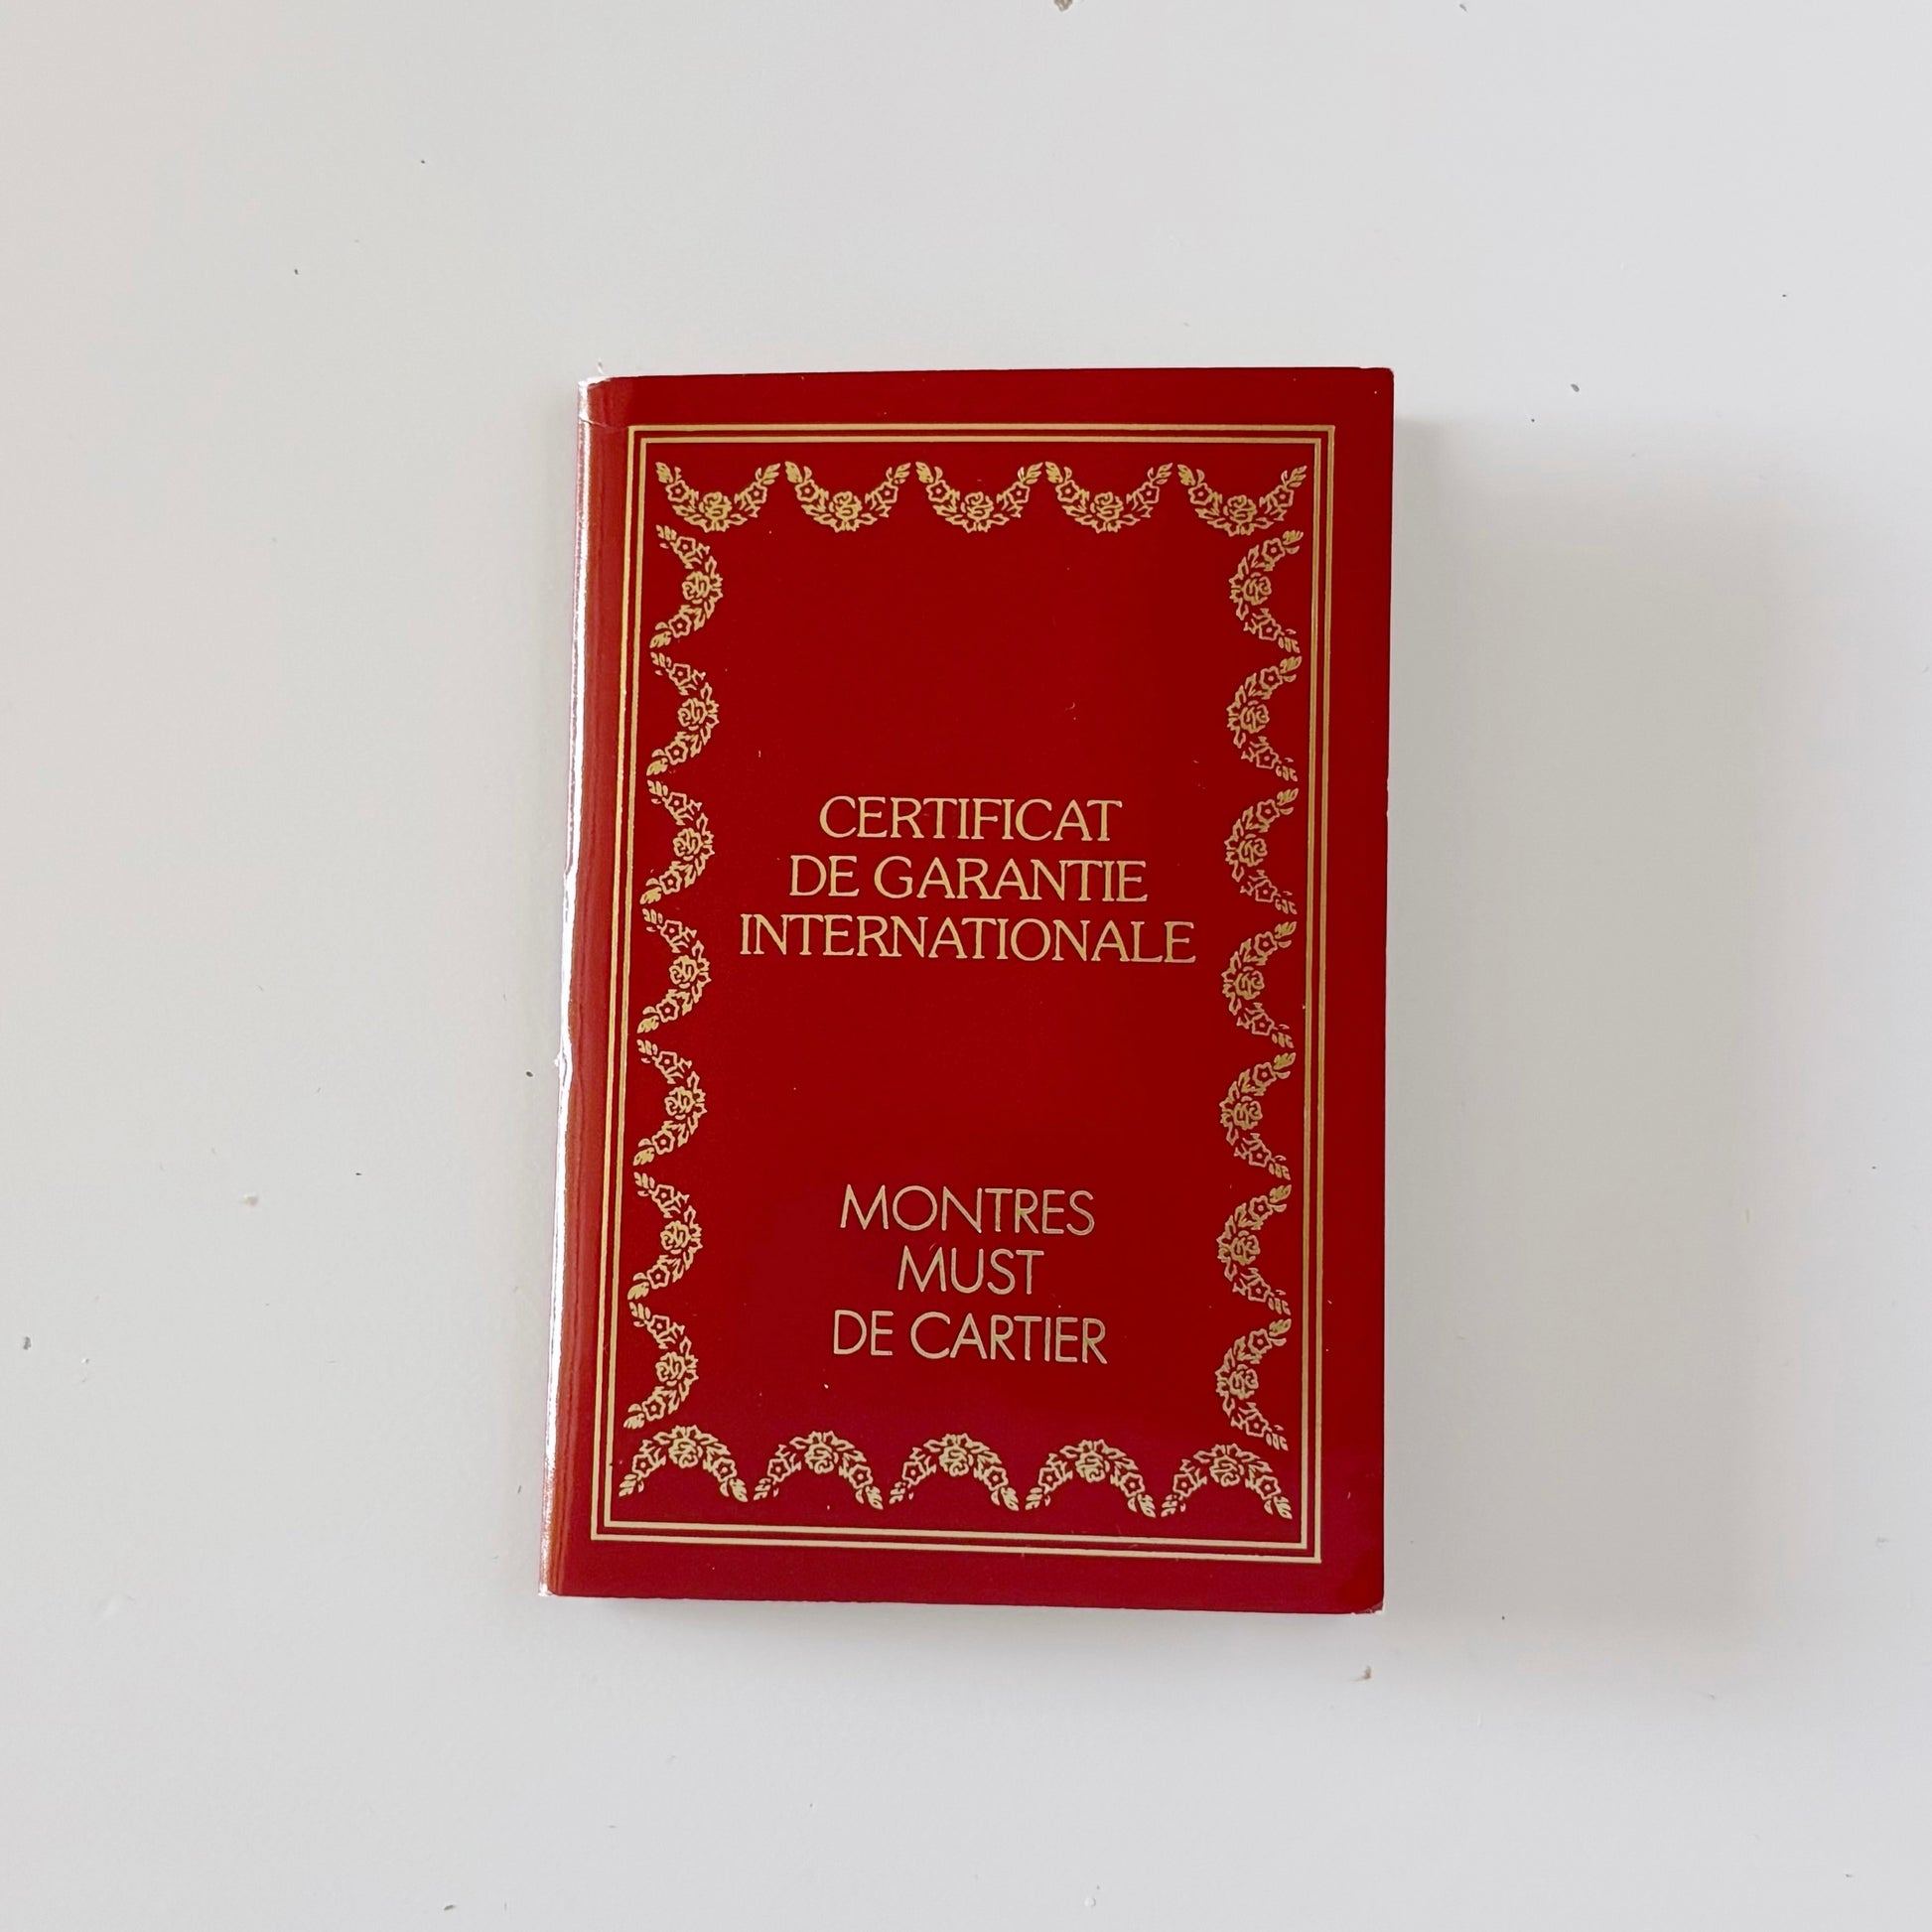 CERTIFICAT
DE GARANTIE
INTERNATIONALE
MONTRES
MUST
DE CARTIER